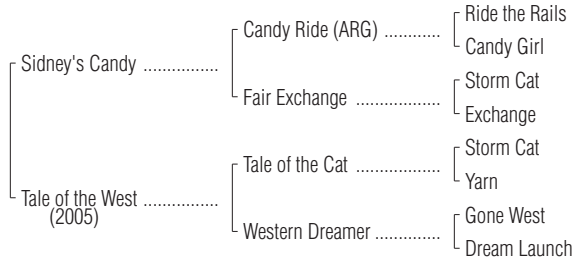 Ride the Rails
Candy Ride (ARG) ............
Candy Girl
Sidney's Candy ................
Storm Cat
Fair Exchange ..................
Exchange
Storm Cat
Tale of the Cat ..................
Yarn
Tale of the West ................
(2005)
Gone West
Western Dreamer ..............
Dream Launch